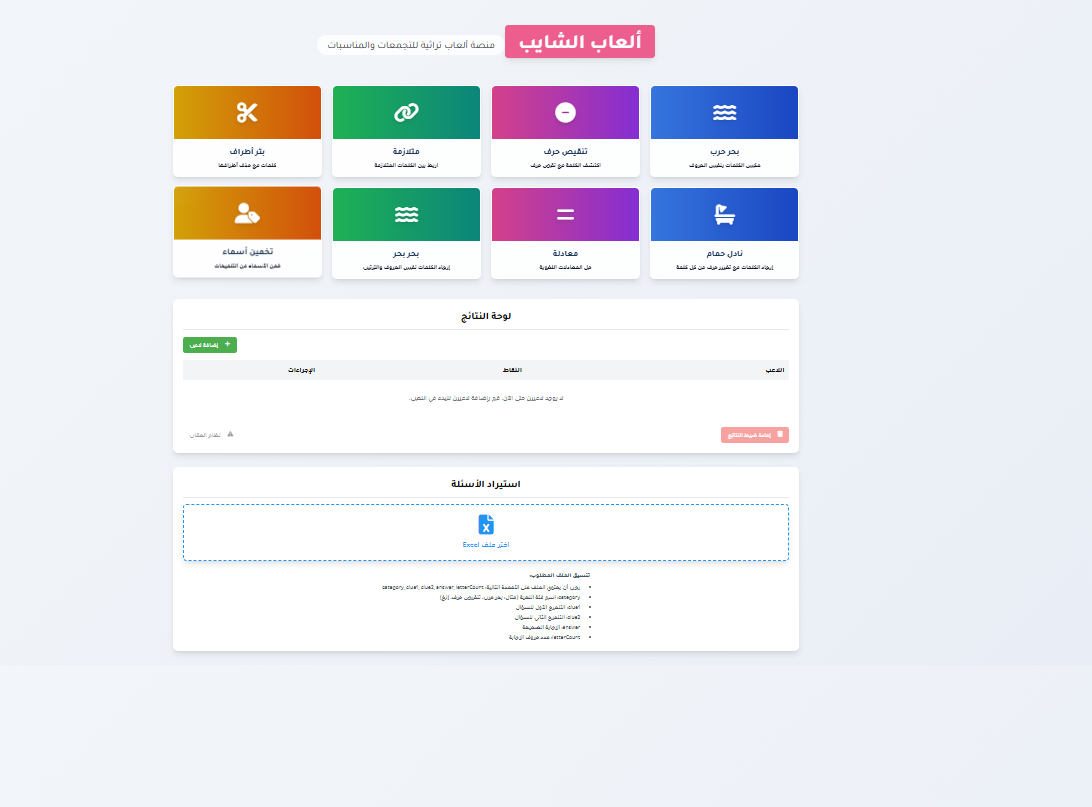 ألعاب الشايب
منصة ألعاب تراثية للتجمعات والمناسبات
بحر حرب
عكس الكلمات بتغيير الحروف
تنقيص حرف
اكتشف الكلمة مع نقص حرف
متلازمة
اربط بين الكلمات المتلازمة
بتر أطراف
كلمات مع حذف أطرافها
نادل حمام
إيجاد الكلمات مع تغيير حرف من كل كلمة
معادلة
حل المعادلات اللغوية
بحر بحر
إيجاد الكلمات بتغيير الحروف والترتيب
تخمين أسماء
خمن الأسماء من التلميحات
لوحة النتائج
إضافة لاعب
اللاعب النقاط الإجراءات
لا يوجد لاعبين حتى الآن. قم بإضافة لاعبين للبدء في اللعب.
إعادة ضبط النتائج
نظام العقاب
استيراد الأسئلة
اختر ملف Excel
تنسيق الملف المطلوب:
يجب أن يحتوي الملف على الأعمدة التالية: category, clue1, clue2, answer, letterCount
category: اسم فئة اللعبة (مثال: بحر حرب، تنقيص حرف، إلخ)
clue1: التلميح الأول للسؤال
clue2: التلميح الثاني للسؤال
answer: الإجابة الصحيحة
letterCount: عدد حروف الإجابة